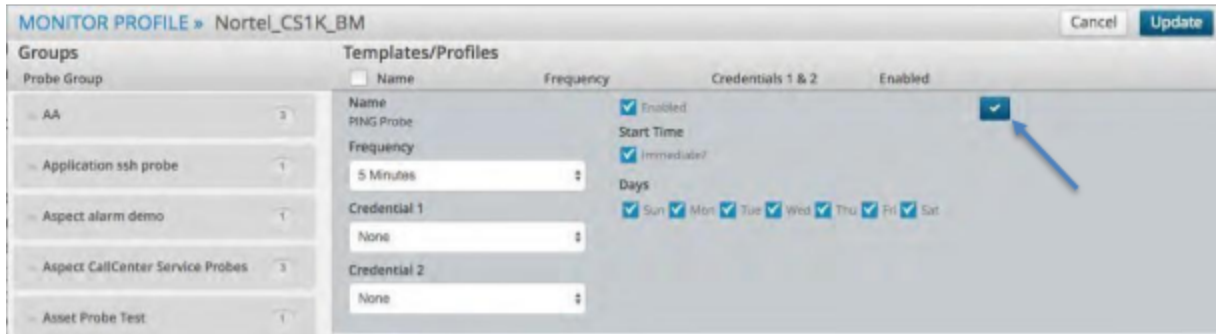 MONITOR PROFILE » Nortel_CS1K_BM
Cancel
Update
Groups
Templates/Profiles
Probe Group
Name
Frequency
Credentials 1 & 2
Enabled
AA 3
Application ssh probe 1
Aspect alarm demo 1
Aspect CallCenter Service Probes 3
Asset Probe Test 1
Name
PING Probe
Frequency
5 Minutes
Credential 1
None
Credential 2
None
Enabled
Start Time
Immediate?
Days
Sun Mon Tue Wed Thu Fri Sat